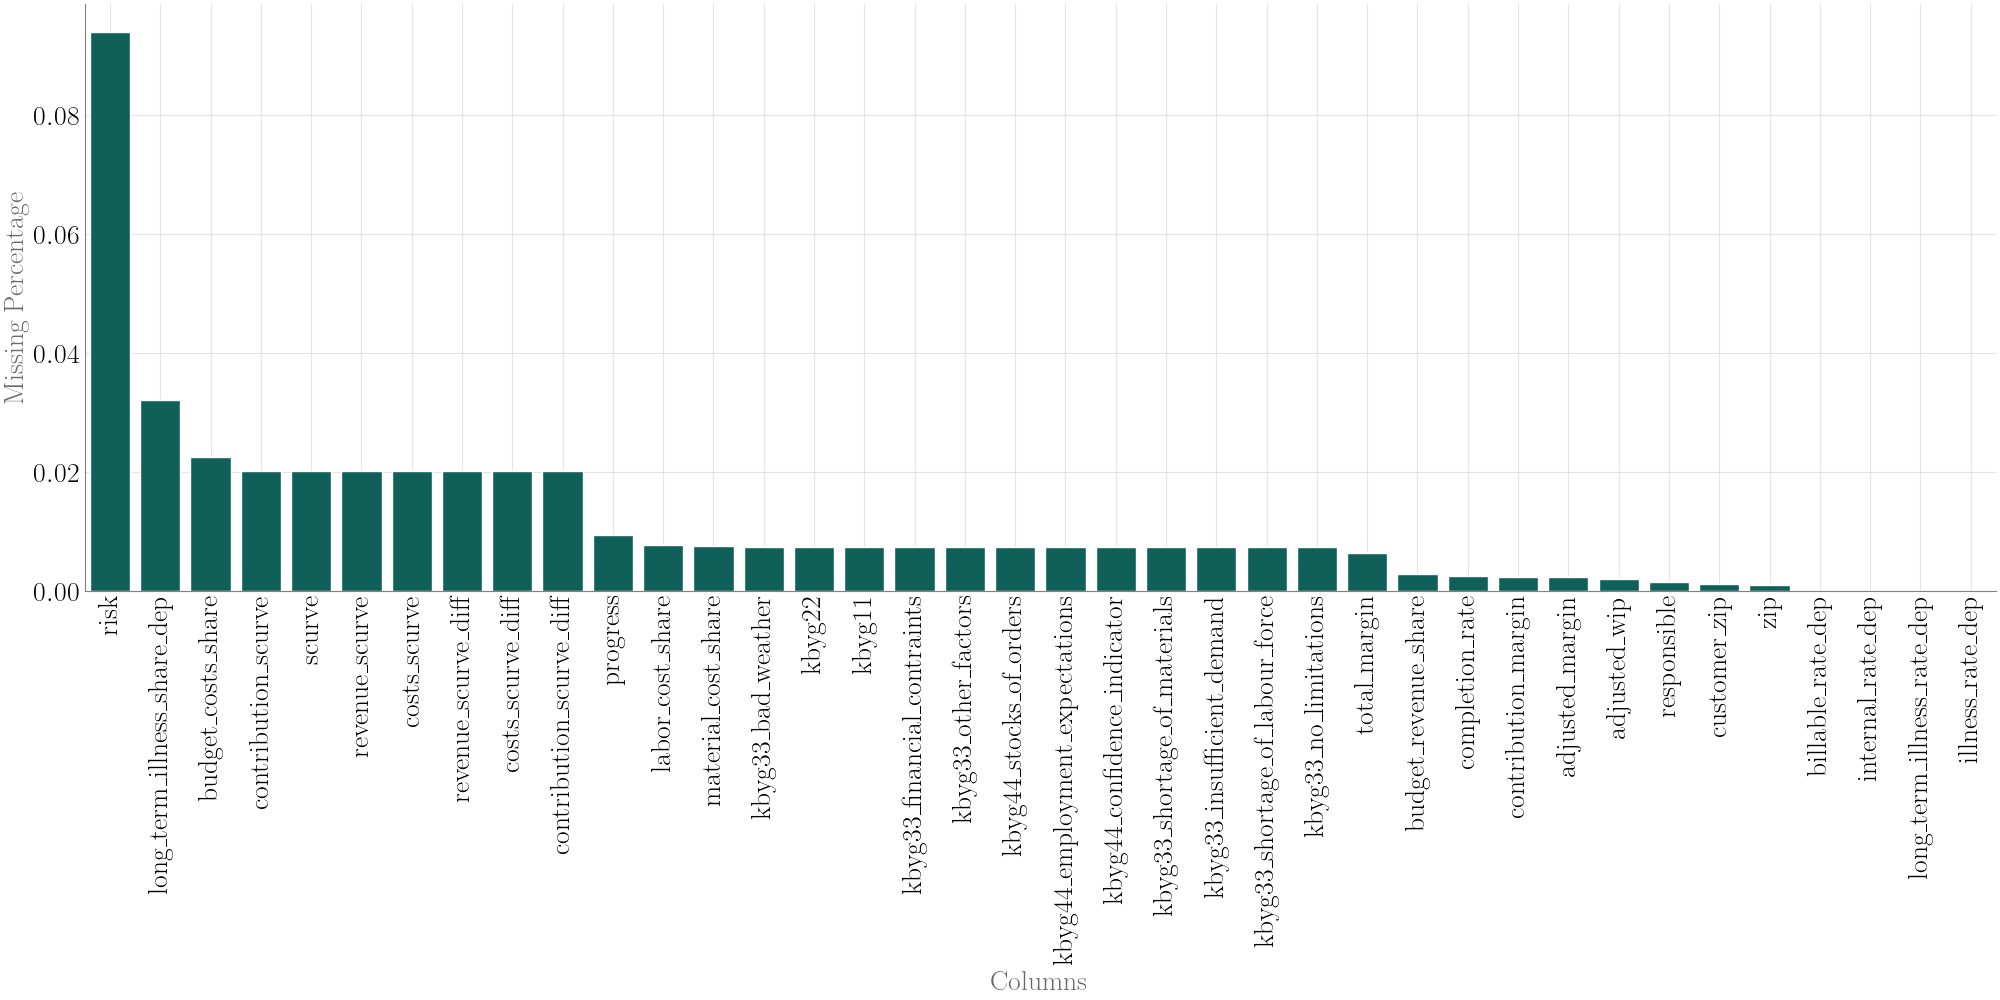 0.08
0.06
0.04
0.02
0.00
Missing Percentage
risk
long_term_illness_share_dep
budget_costs_share
contribution_scurve
scurve
revenue_scurve
costs_scurve
revenue_scurve_diff
costs_scurve_diff
contribution_scurve_diff
progress
labor_cost_share
material_cost_share
kbyg33_bad_weather
kbyg22
kbyg11
kbyg33_financial_contraints
kbyg33_other_factors
kbyg44_stocks_of_orders
kbyg44_employment_expectations
kbyg44_confidence_indicator
kbyg33_shortage_of_materials
kbyg33_insufficient_demand
kbyg33_shortage_of_labour_force
kbyg33_no_limitations
total_margin
budget_revenue_share
completion_rate
contribution_margin
adjusted_margin
adjusted_wip
responsible
customer_zip
zip
billable_rate_dep
internal_rate_dep
long_term_illness_rate_dep
illness_rate_dep
Columns